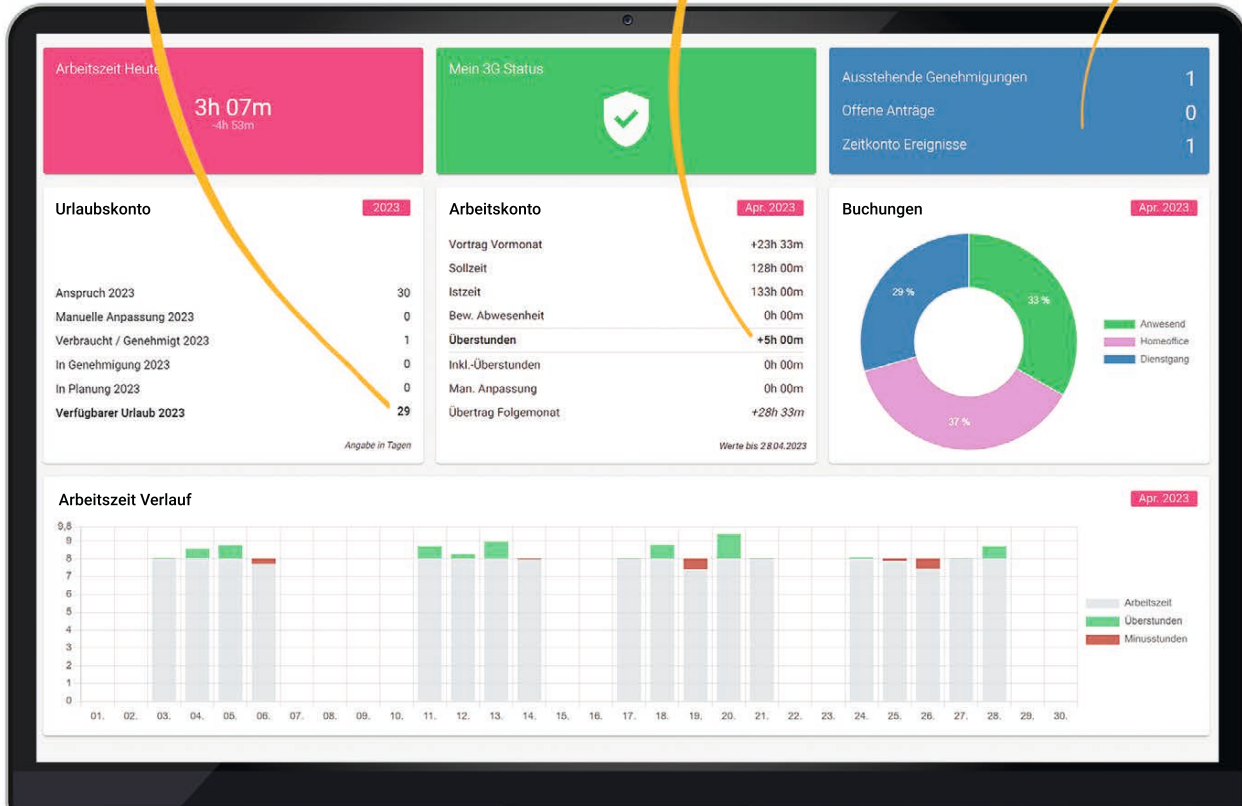 Arbeitszeit Heute
3h 07m
-4h 53m
Mein 3G Status
Ausstehende Genehmigungen 1
Offene Anträge 0
Zeitkonto Ereignisse 1
Urlaubskonto 2023
Anspruch 2023 30
Manuelle Anpassung 2023 0
Verbraucht / Genehmigt 2023 1
In Genehmigung 2023 0
In Planung 2023 0
Verfügbarer Urlaub 2023 29
Angabe in Tagen
Arbeitskonto Apr. 2023
Vortrag Vormonat +23h 33m
Sollzeit 128h 00m
Istzeit 133h 00m
Bew. Abwesenheit 0h 00m
Überstunden +5h 00m
Inkl.-Überstunden 0h 00m
Man. Anpassung 0h 00m
Übertrag Folgemonat +28h 33m
Werte bis 28.04.2023
Buchungen Apr. 2023
29 %
33 %
37 %
Anwesend
Homeoffice
Dienstgang
Arbeitszeit Verlauf Apr. 2023
9,8
9
8
7
6
5
4
3
2
1
0
01. 02. 03. 04. 05. 06. 07. 08. 09. 10. 11. 12. 13. 14. 15. 16. 17. 18. 19. 20. 21. 22. 23. 24. 25. 26. 27. 28. 29. 30.
Arbeitszeit
Überstunden
Minusstunden